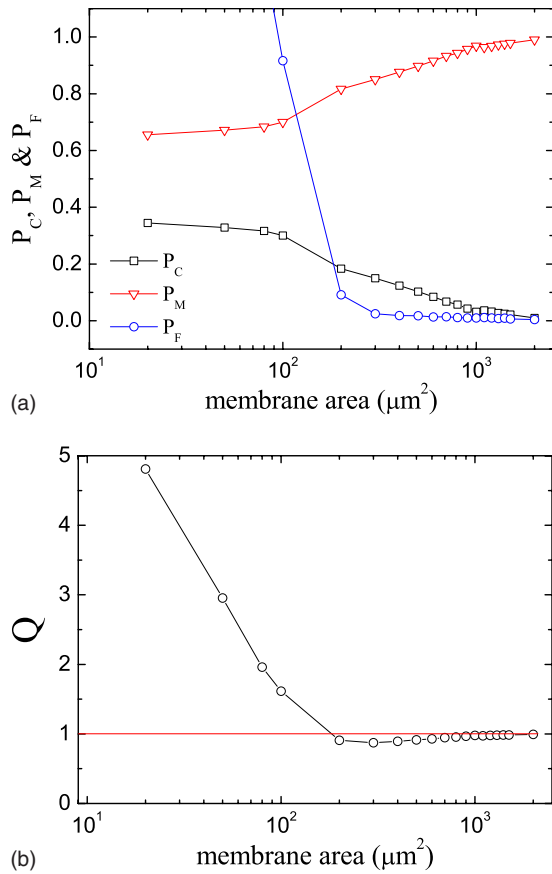 1.0
0.8
0.6
0.4
0.2
0.0
P_C, P_M & P_F
P_C
P_M
P_F
10^1
10^2
10^3
membrane area (μm^2)
(a)
5
4
3
2
1
0
Q
10^1
10^2
10^3
membrane area (μm^2)
(b)